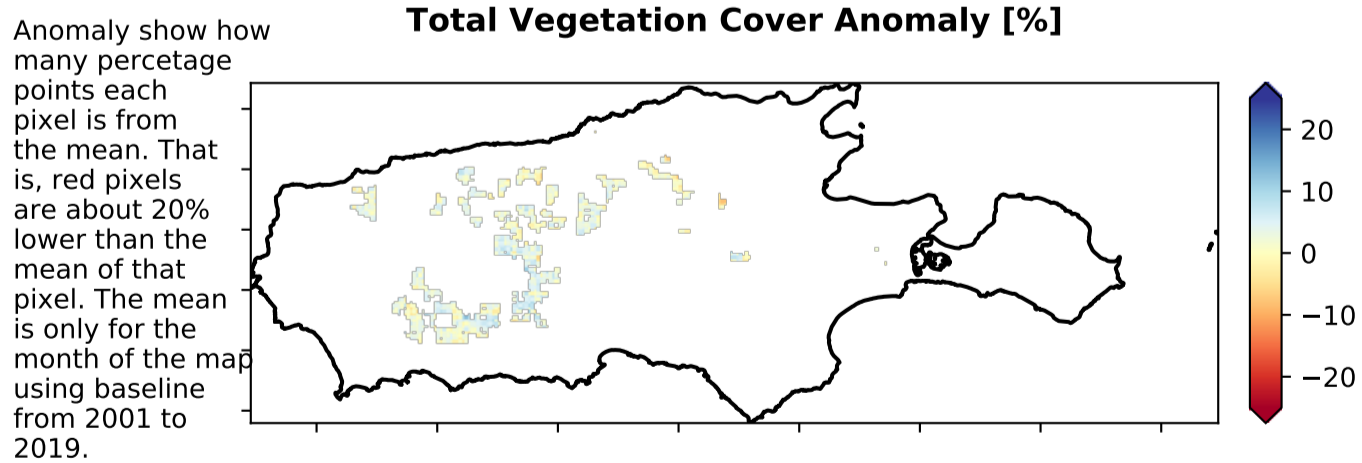 Total Vegetation Cover Anomaly [%]
Anomaly show how
many percetage
points each
pixel is from
the mean. That
is, red pixels
are about 20%
lower than the
mean of that
pixel. The mean
is only for the
month of the map
using baseline
from 2001 to
2019.
20
10
0
−10
−20